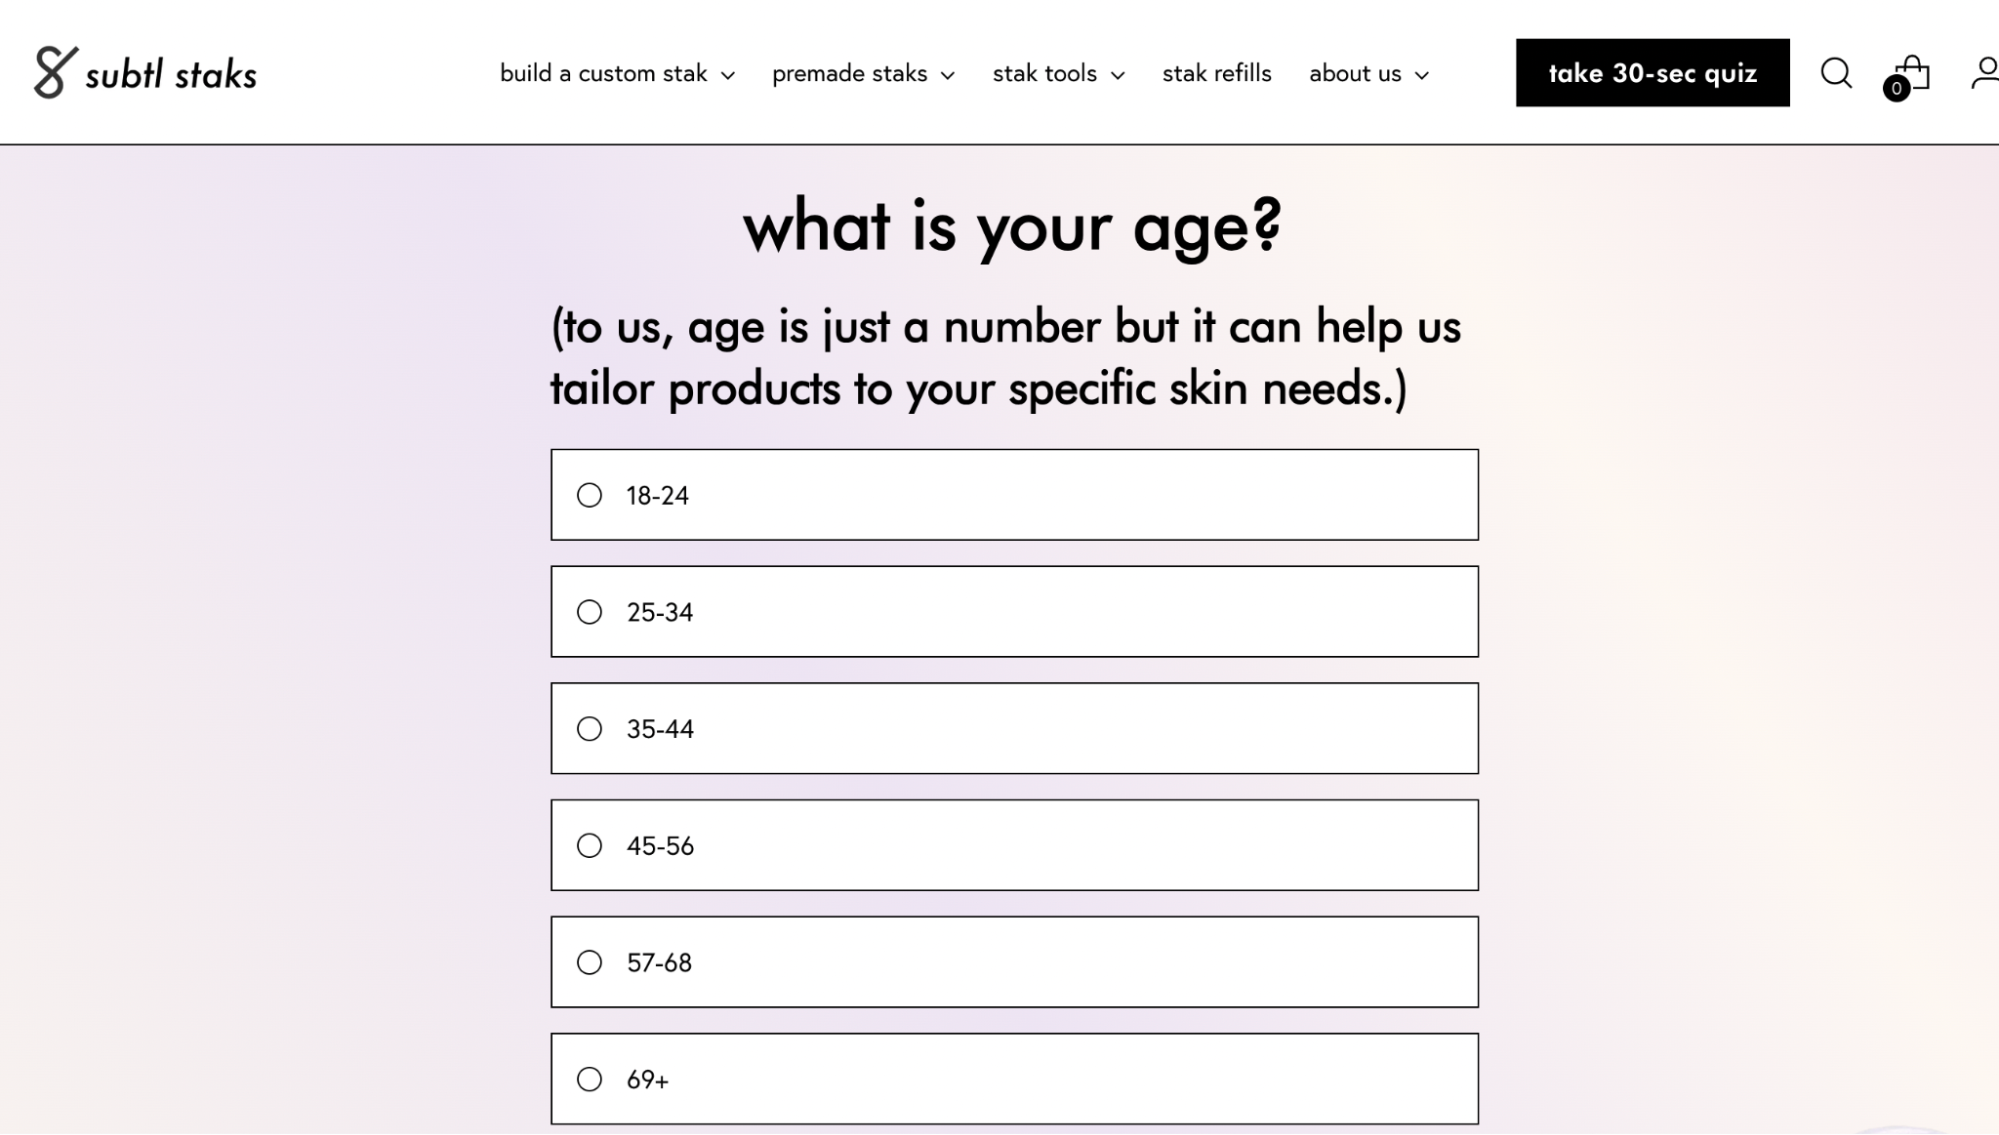 subtl staks
build a custom stak
premade staks
stak tools
stak refills
about us
take 30-sec quiz
0
what is your age?
(to us, age is just a number but it can help us
tailor products to your specific skin needs.)
18-24
25-34
35-44
45-56
57-68
69+